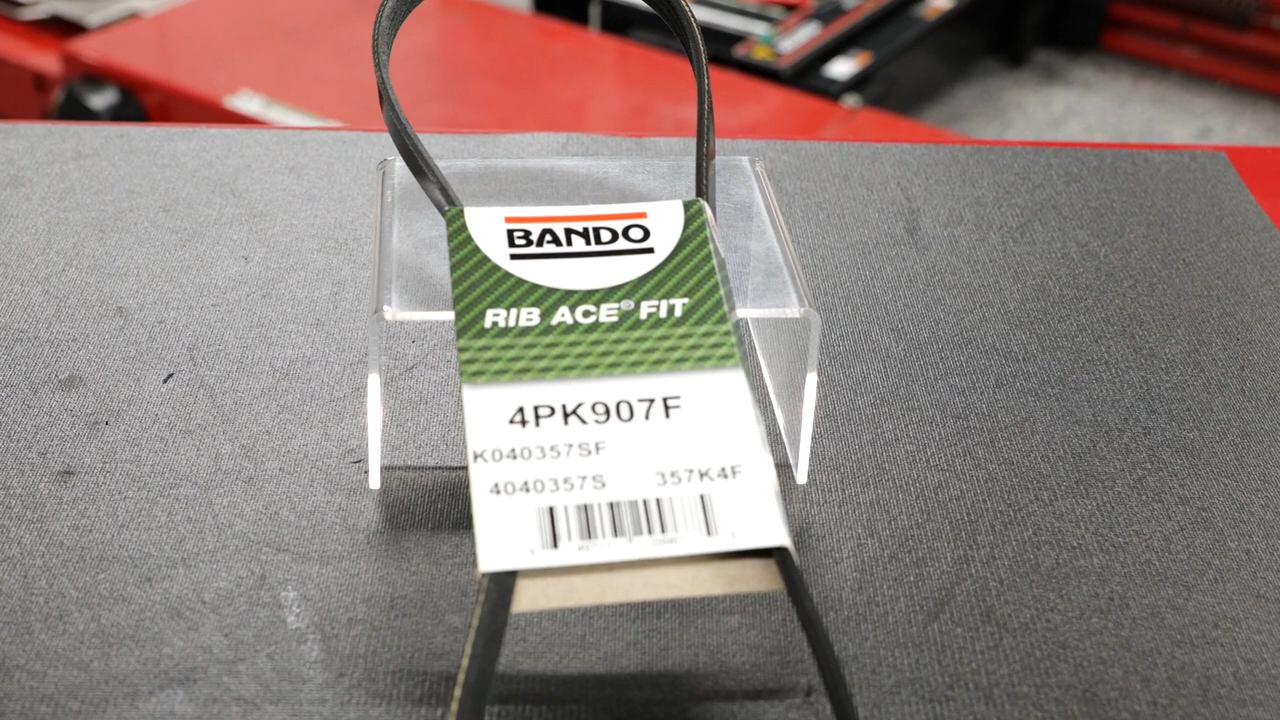 BANDO
RIB ACE® FIT
4PK907F
K040357SF
4040357S 357K4F